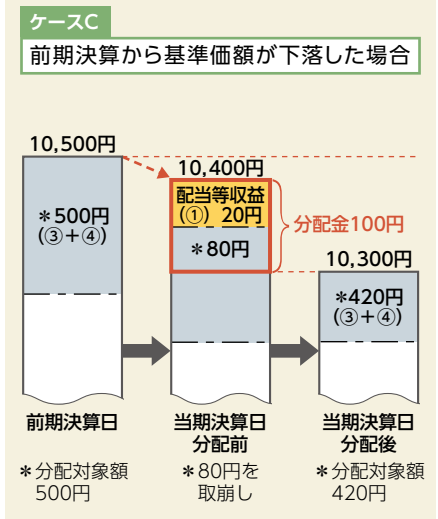 ケースC
前期決算から基準価額が下落した場合
10,500円
10,400円
配当等収益
(①) 20円
分配金100円
*500円
(③+④)
*80円
10,300円
*420円
(③+④)
前期決算日
当期決算日
分配前
当期決算日
分配後
*分配対象額
500円
*80円を
取崩し
*分配対象額
420円